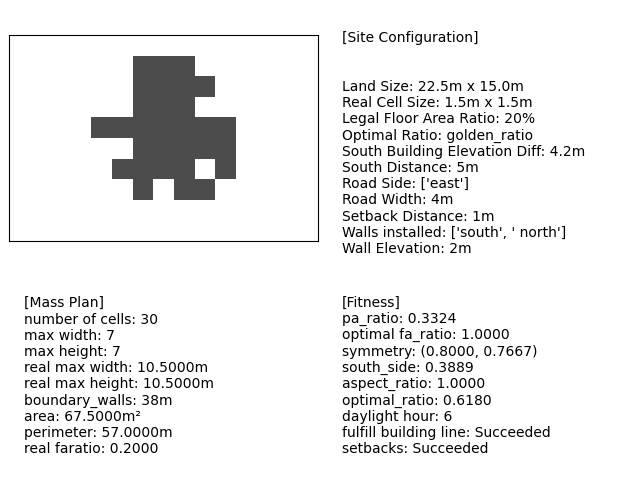 [Site Configuration]
Land Size: 22.5m x 15.0m
Real Cell Size: 1.5m x 1.5m
Legal Floor Area Ratio: 20%
Optimal Ratio: golden_ratio
South Building Elevation Diff: 4.2m
South Distance: 5m
Road Side: ['east']
Road Width: 4m
Setback Distance: 1m
Walls installed: ['south', ' north']
Wall Elevation: 2m
[Mass Plan]
number of cells: 30
max width: 7
max height: 7
real max width: 10.5000m
real max height: 10.5000m
boundary_walls: 38m
area: 67.5000m²
perimeter: 57.0000m
real faratio: 0.2000
[Fitness]
pa_ratio: 0.3324
optimal fa_ratio: 1.0000
symmetry: (0.8000, 0.7667)
south_side: 0.3889
aspect_ratio: 1.0000
optimal_ratio: 0.6180
daylight hour: 6
fulfill building line: Succeeded
setbacks: Succeeded